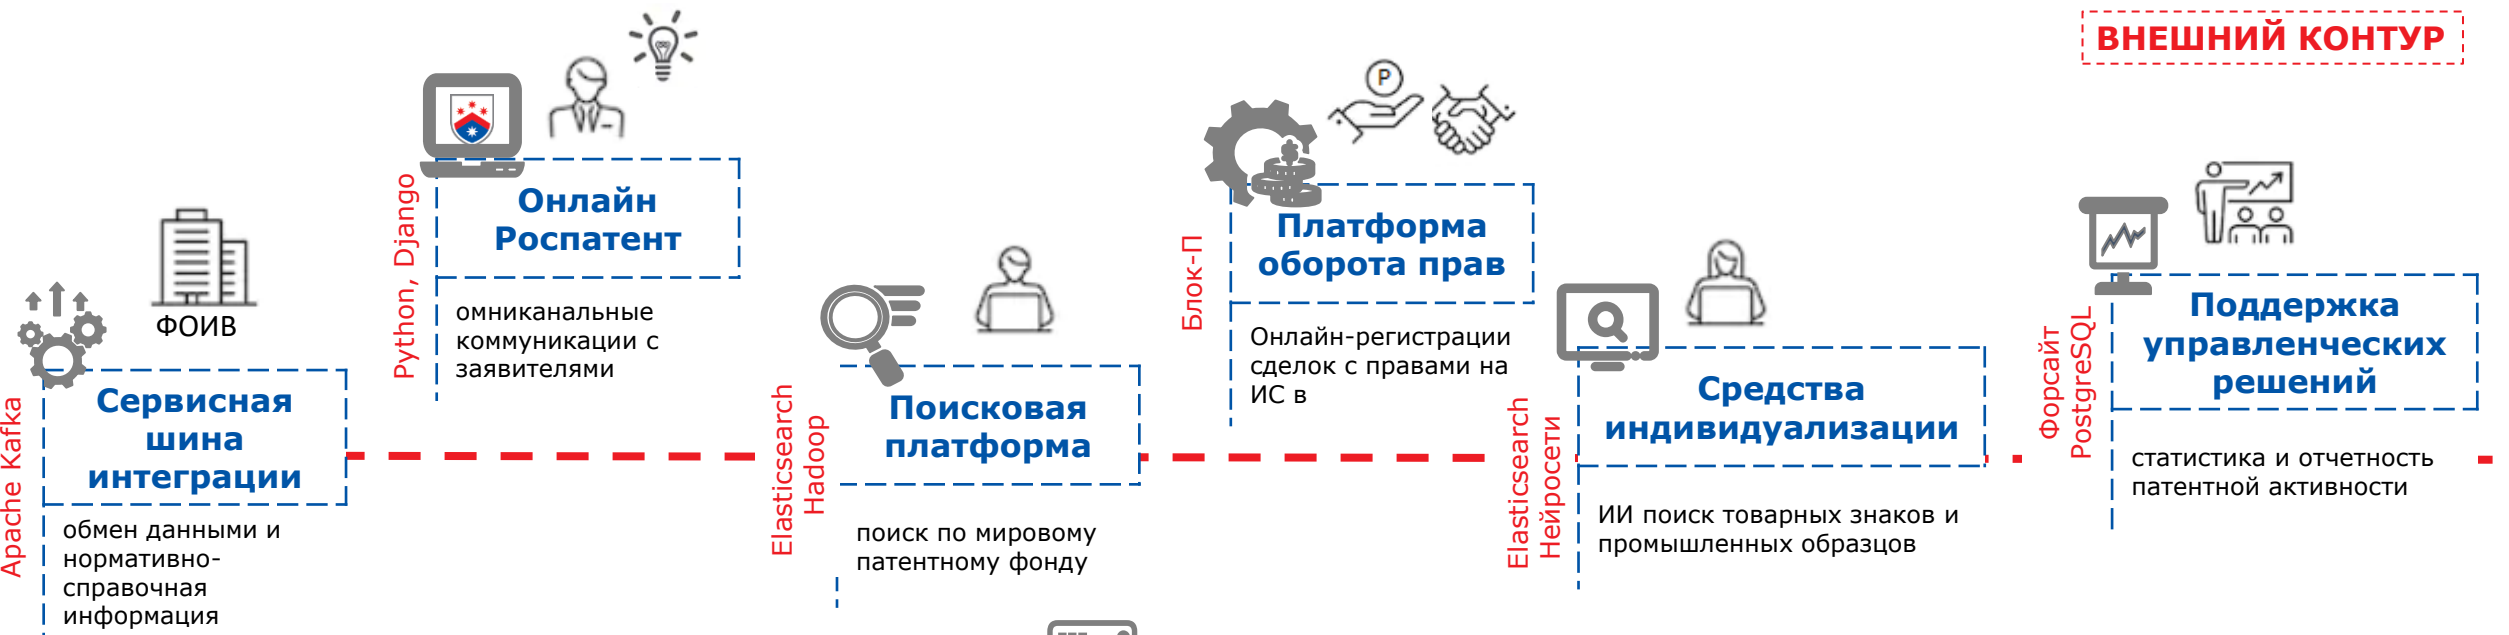 ВНЕШНИЙ КОНТУР
ФОИВ
Apache Kafka
Сервисная
шина
интеграции
обмен данными и
нормативно-
справочная
информация
Python, Django
Онлайн
Роспатент
омниканальные
коммуникации с
заявителями
Elasticsearch
Hadoop
Поисковая
платформа
поиск по мировому
патентному фонду
Блок-П
Платформа
оборота прав
Онлайн-регистрации
сделок с правами на
ИС в
Elasticsearch
Нейросети
Средства
индивидуализации
ИИ поиск товарных знаков и
промышленных образцов
Форсайт
PostgreSQL
Поддержка
управленческих
решений
статистика и отчетность
патентной активности